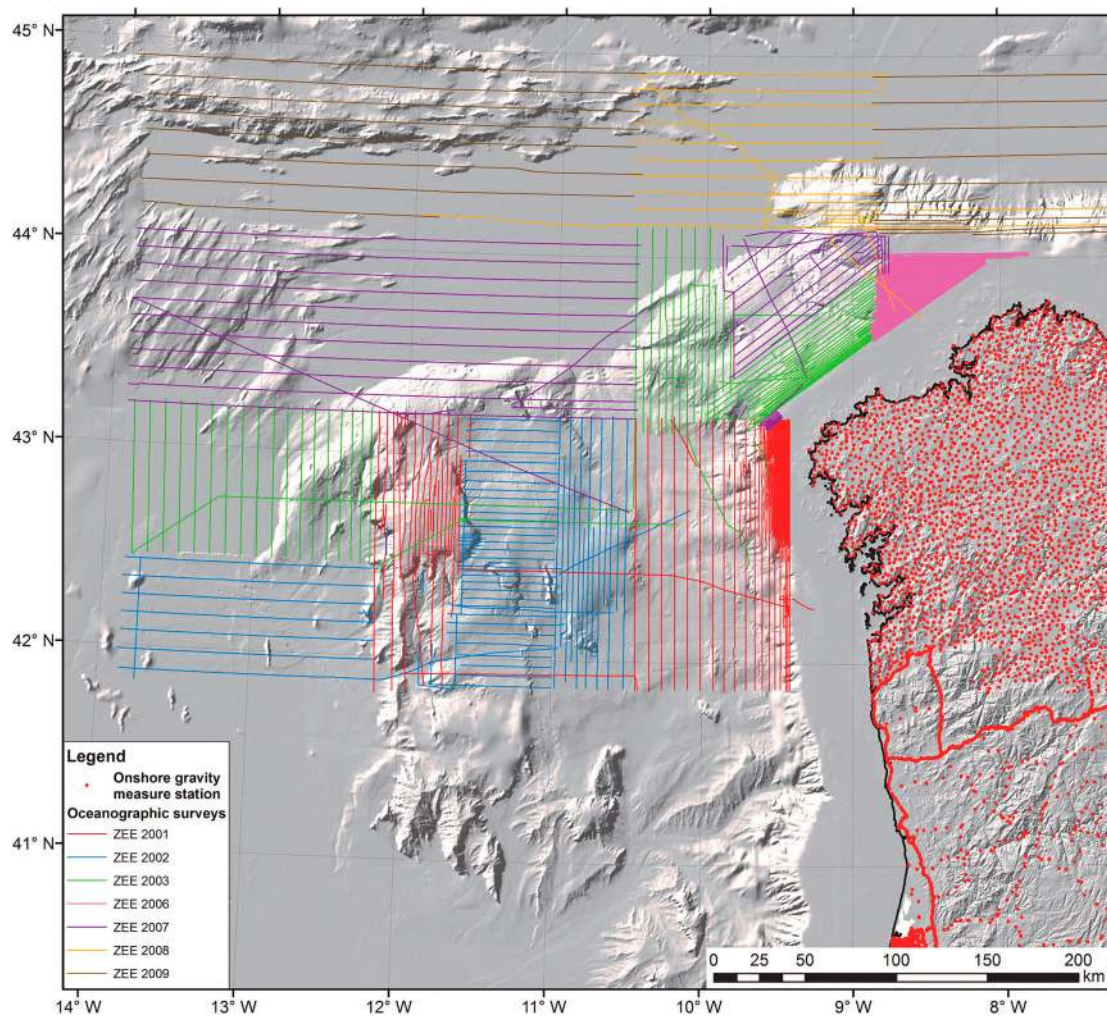 45° N
44° N
43° N
42° N
41° N
Legend
Onshore gravity
measure station
Oceanographic surveys
ZEE 2001
ZEE 2002
ZEE 2003
ZEE 2006
ZEE 2007
ZEE 2008
ZEE 2009
0 25 50 100 150 200
km
14° W 13° W 12° W 11° W 10° W 9° W 8° W